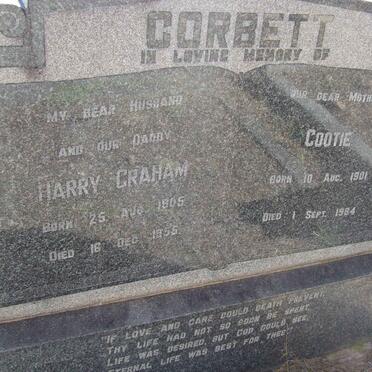 CORBETT
IN LOVING MEMORY OF
MY DEAR HUSBAND
AND OUR DADDY
HARRY GRAHAM
BORN 25 AUG. 1905
DIED 16 DEC. 1955
OUR DEAR MOTH
COOTIE
BORN 10 AUG. 1901
DIED 1 SEPT. 1984
"IF LOVE AND CARE COULD DEATH PREVENT,
THY LIFE HAD NOT SO SOON BE SPENT,
LIFE WAS DESIRED, BUT GOD COULD SEE,
ETERNAL LIFE WAS BEST FOR THEE"